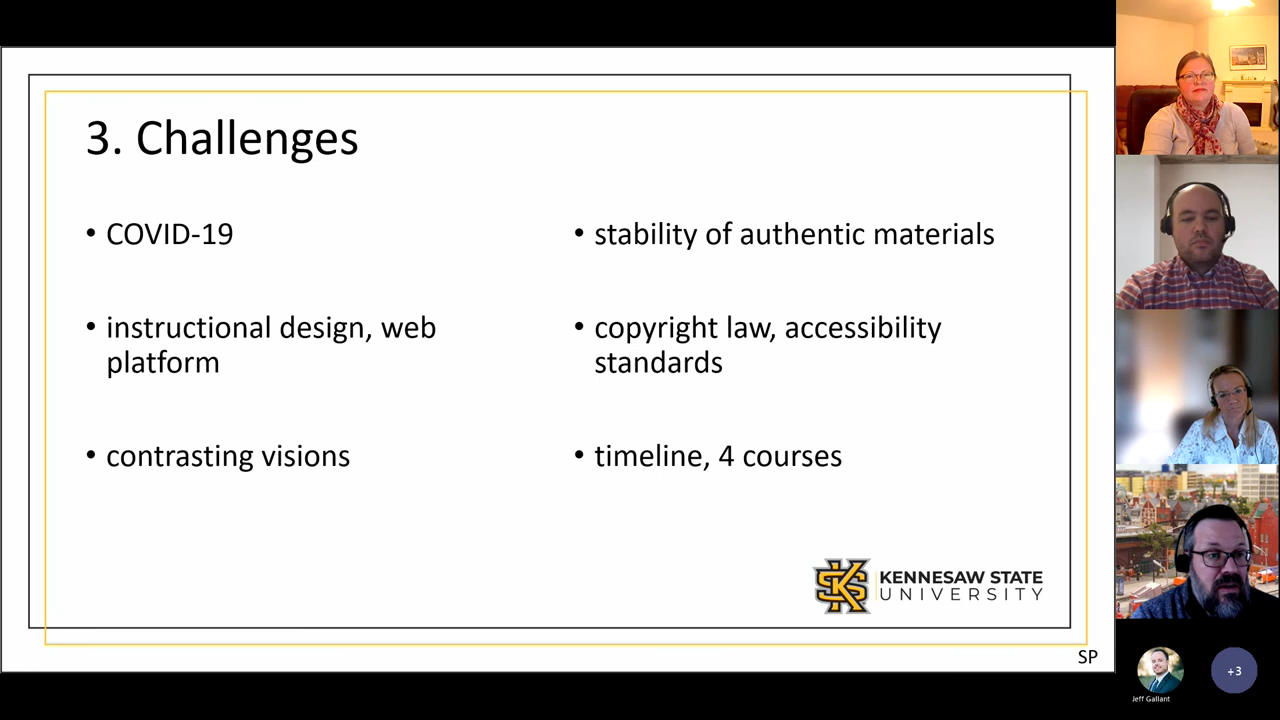 3. Challenges
• COVID-19
• instructional design, web
platform
• contrasting visions
• stability of authentic materials
• copyright law, accessibility
standards
• timeline, 4 courses
KS
KENNESAW STATE
UNIVERSITY
SP
Jeff Gallant
+3